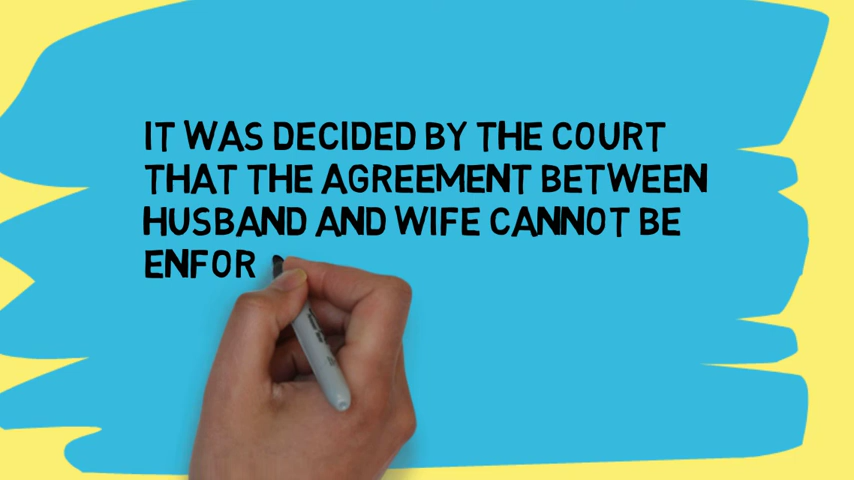 IT WAS DECIDED BY THE COURT
THAT THE AGREEMENT BETWEEN
HUSBAND AND WIFE CANNOT BE
ENFOR